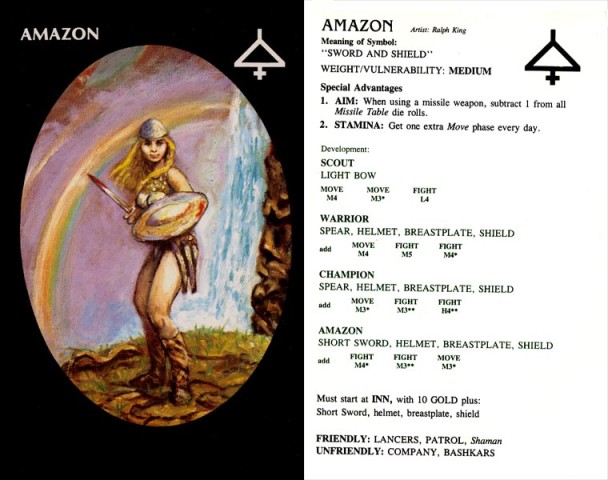 AMAZON
AMAZON Artist: Ralph King
Meaning of Symbol:
"SWORD AND SHIELD"
WEIGHT/VULNERABILITY: MEDIUM
Special Advantages
1. AIM: When using a missile weapon, subtract 1 from all
Missile Table die rolls.
2. STAMINA: Get one extra Move phase every day.
Development:
SCOUT
LIGHT BOW
MOVE MOVE FIGHT
M4 M3* L4
WARRIOR
SPEAR, HELMET, BREASTPLATE, SHIELD
add MOVE FIGHT FIGHT
M4 M5 M4*
CHAMPION
SPEAR, HELMET, BREASTPLATE, SHIELD
add MOVE FIGHT FIGHT
M3* M3** H4**
AMAZON
SHORT SWORD, HELMET, BREASTPLATE, SHIELD
add FIGHT FIGHT MOVE
M4* M3** M3*
Must start at INN, with 10 GOLD plus:
Short Sword, helmet, breastplate, shield
FRIENDLY: LANCERS, PATROL, Shaman
UNFRIENDLY: COMPANY, BASHKARS